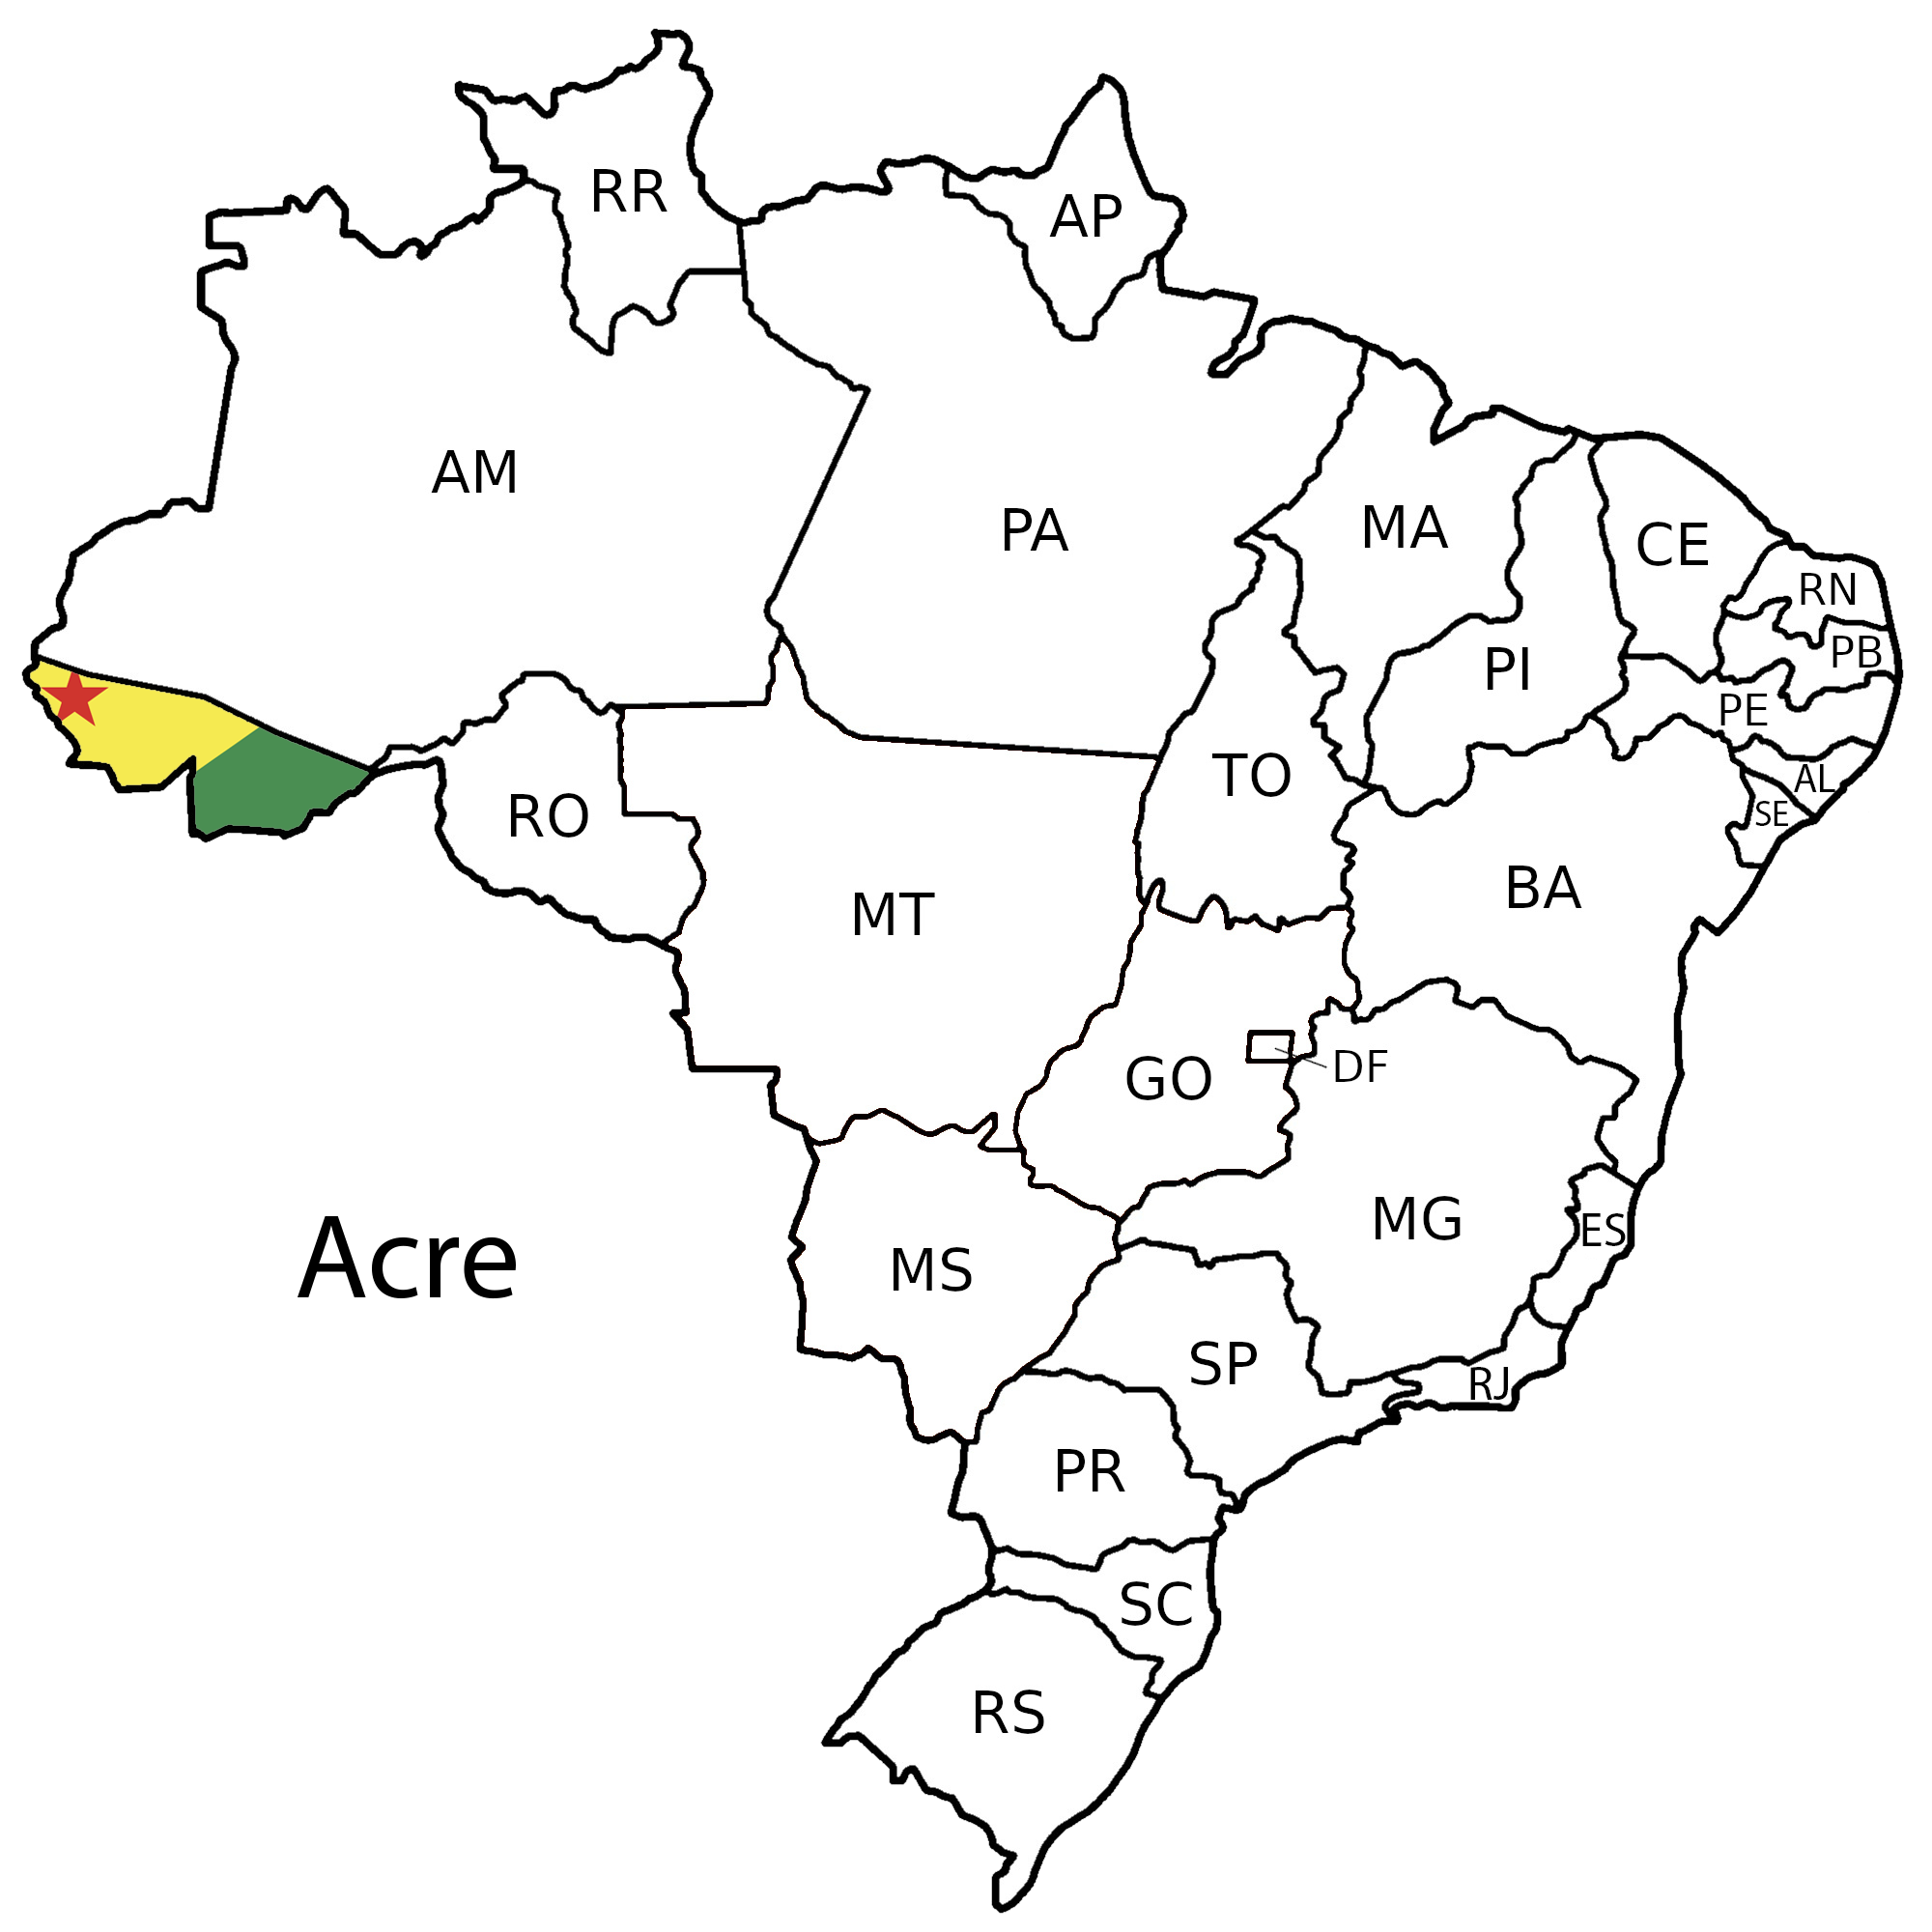 RR
AP
AM
PA
MA
CE
RN
PB
PI
PE
TO
AL
SE
RO
BA
MT
DF
GO
MG
ES
Acre
MS
SP
RJ
PR
SC
RS